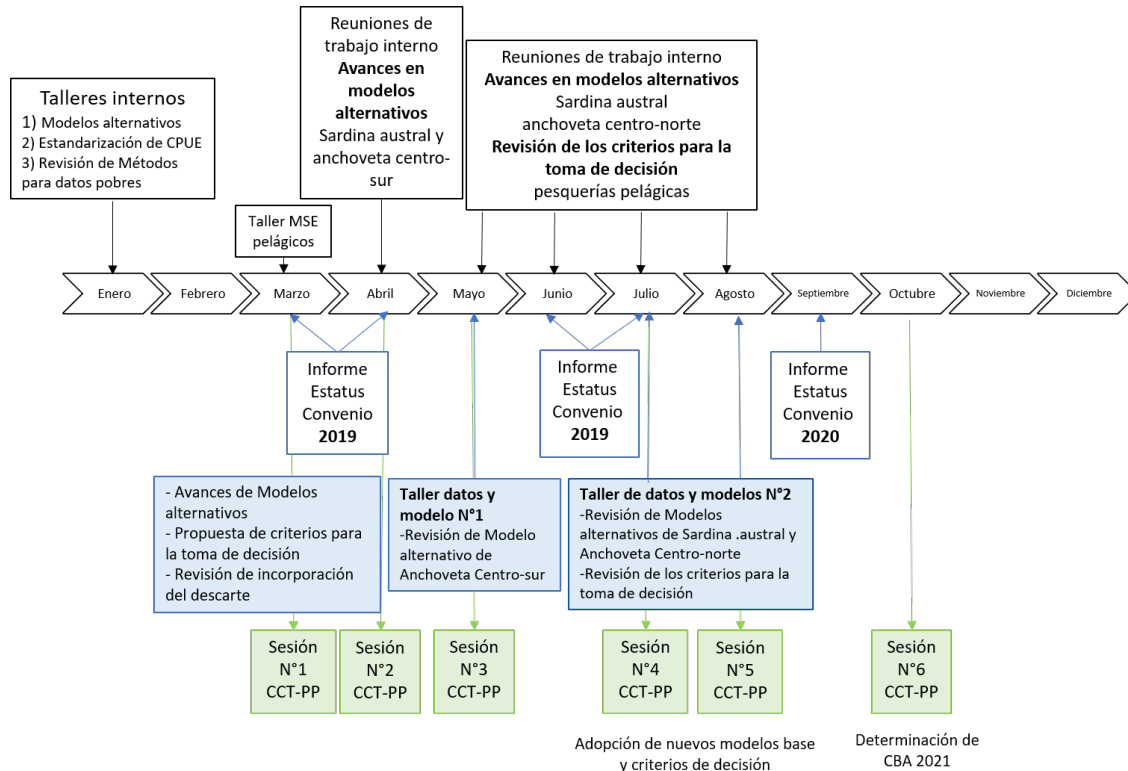 Talleres internos
1) Modelos alternativos
2) Estandarización de CPUE
3) Revisión de Métodos
para datos pobres
Reuniones de
trabajo interno
Avances en
modelos
alternativos
Sardina austral y
anchoveta centro-
sur
Reuniones de trabajo interno
Avances en modelos alternativos
Sardina austral
anchoveta centro-norte
Revisión de los criterios para la
toma de decisión
pesquerías pelágicas
Taller MSE
pelágicos
Enero
Febrero
Marzo
Abril
Mayo
Junio
Julio
Agosto
Septiembre
Octubre
Noviembre
Diciembre
Informe
Estatus
Convenio
2019
Informe
Estatus
Convenio
2019
Informe
Estatus
Convenio
2020
- Avances de Modelos
alternativos
- Propuesta de criterios para
la toma de decisión
- Revisión de incorporación
del descarte
Taller datos y
modelo N°1
-Revisión de Modelo
alternativo de
Anchoveta Centro-sur
Taller de datos y modelos N°2
-Revisión de Modelos
alternativos de Sardina .austral y
Anchoveta Centro-norte
-Revisión de los criterios para la
toma de decisión
Sesión
N°1
CCT-PP
Sesión
N°2
CCT-PP
Sesión
N°3
CCT-PP
Sesión
N°4
CCT-PP
Sesión
N°5
CCT-PP
Sesión
N°6
CCT-PP
Adopción de nuevos modelos base
y criterios de decisión
Determinación de
CBA 2021